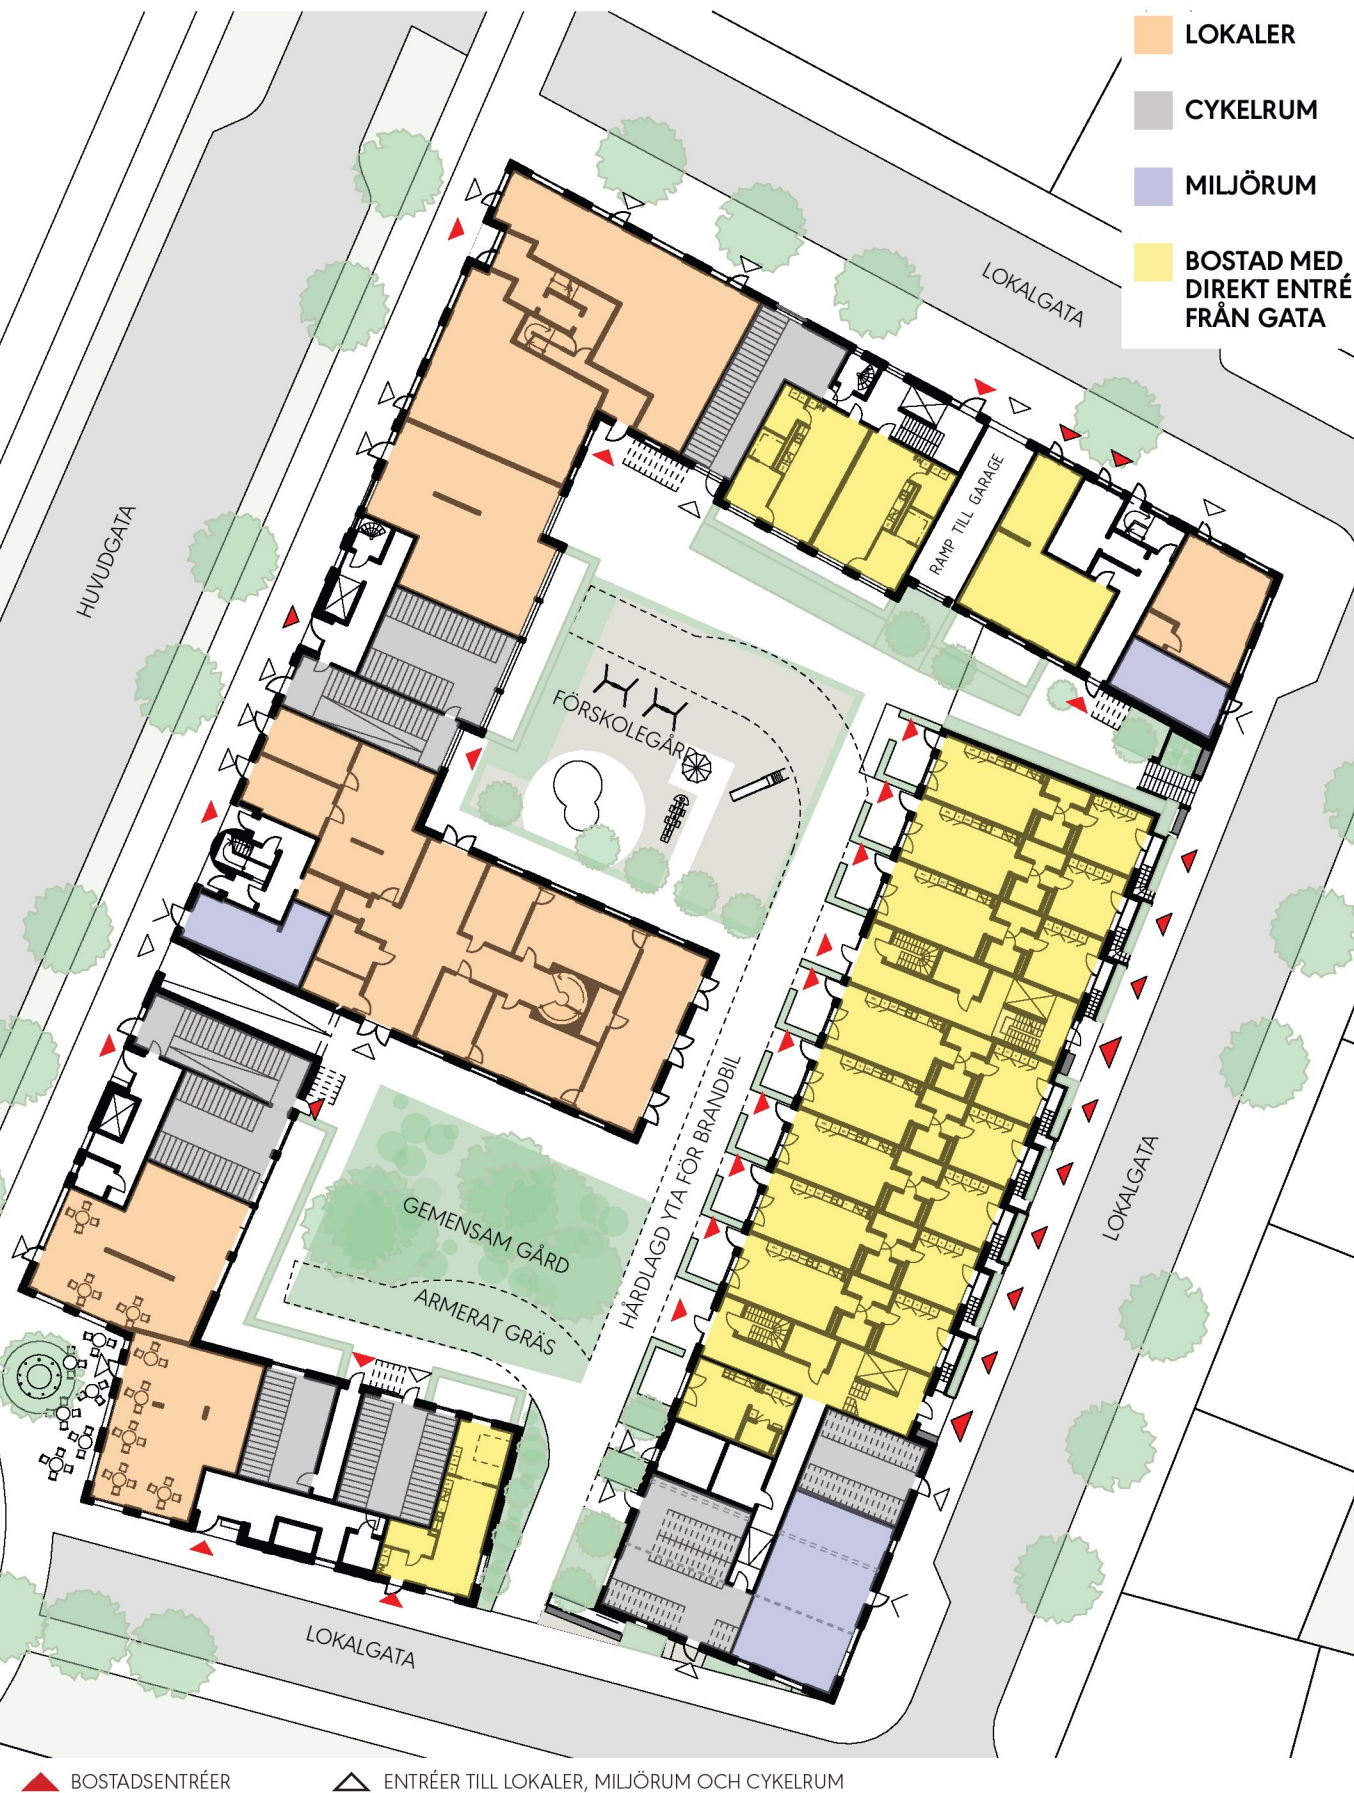 LOKALER
CYKELRUM
MILJÖRUM
BOSTAD MED
DIREKT ENTRÉ
FRÅN GATA
LOKALGATA
HUVUDGATA
RAMP TILL GARAGE
FÖRSKOLEGÅRD
HÅRDLAGD YTA FÖR BRANDBIL
GEMENSAM GÅRD
ARMERAT GRÄS
LOKALGATA
LOKALGATA
BOSTADSENTRÉER
ENTRÉER TILL LOKALER, MILJÖRUM OCH CYKELRUM